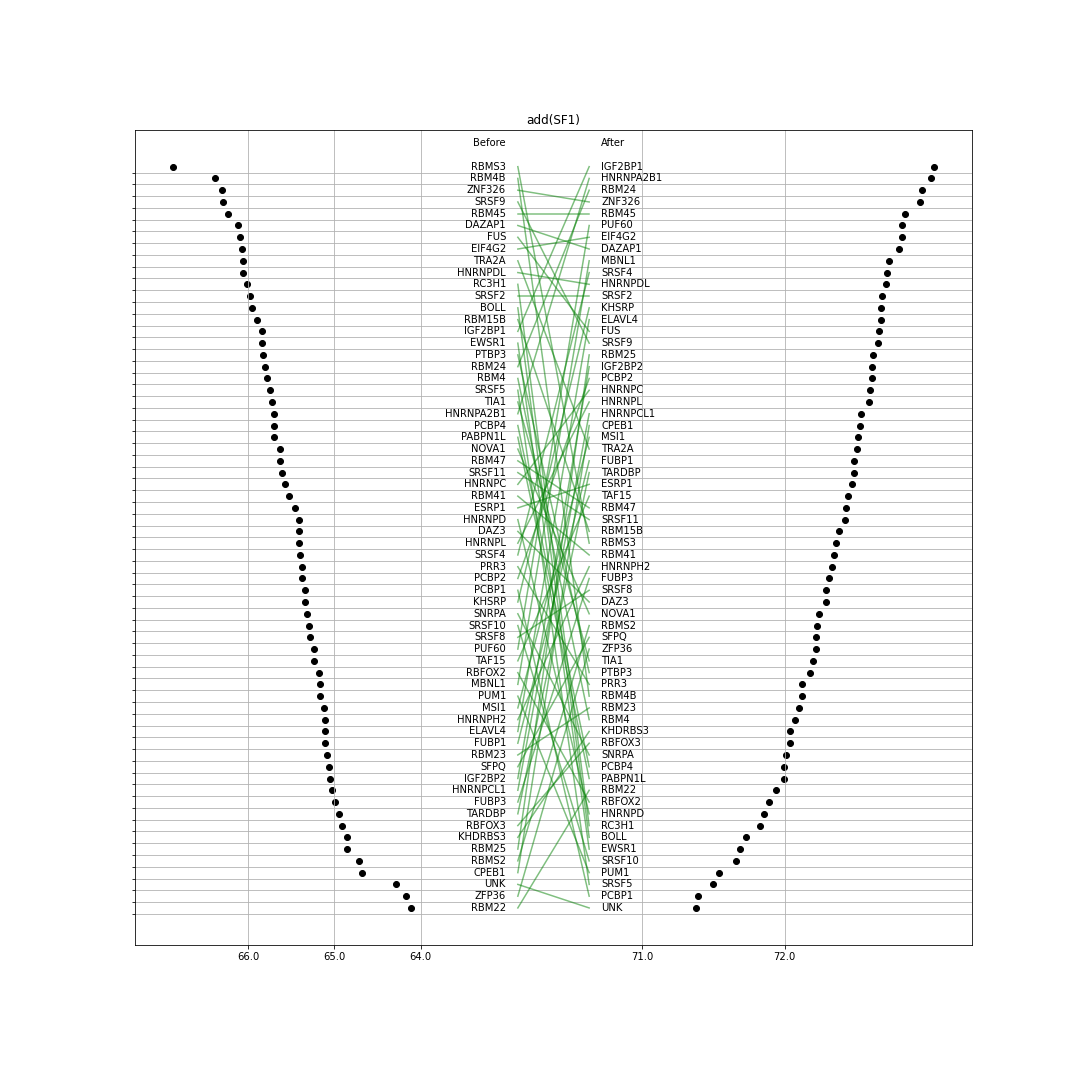 add(SF1)
Before After
RBMS3 IGF2BP1
RBM4B HNRNPA2B1
ZNF326 RBM24
SRSF9 ZNF326
RBM45 RBM45
DAZAP1 PUF60
FUS EIF4G2
EIF4G2 DAZAP1
TRA2A MBNL1
HNRNPDL SRSF4
RC3H1 HNRNPDL
SRSF2 SRSF2
BOLL KHSRP
RBM15B ELAVL4
IGF2BP1 FUS
EWSR1 SRSF9
PTBP3 RBM25
RBM24 IGF2BP2
RBM4 PCBP2
SRSF5 HNRNPC
TIA1 HNRNPL
HNRNPA2B1 HNRNPCL1
PCBP4 CPEB1
PABPN1L MSI1
NOVA1 TRA2A
RBM47 FUBP1
SRSF11 TARDBP
HNRNPC ESRP1
RBM41 TAF15
ESRP1 RBM47
HNRNPD SRSF11
DAZ3 RBM15B
HNRNPL RBMS3
SRSF4 RBM41
PRR3 HNRNPH2
PCBP2 FUBP3
PCBP1 SRSF8
KHSRP DAZ3
SNRPA NOVA1
SRSF10 RBMS2
SRSF8 SFPQ
PUF60 ZFP36
TAF15 TIA1
RBFOX2 PTBP3
MBNL1 PRR3
PUM1 RBM4B
MSI1 RBM23
HNRNPH2 RBM4
ELAVL4 KHDRBS3
FUBP1 RBFOX3
RBM23 SNRPA
SFPQ PCBP4
IGF2BP2 PABPN1L
HNRNPCL1 RBM22
FUBP3 RBFOX2
TARDBP HNRNPD
RBFOX3 RC3H1
KHDRBS3 BOLL
RBM25 EWSR1
RBMS2 SRSF10
CPEB1 PUM1
UNK SRSF5
ZFP36 PCBP1
RBM22 UNK
66.0 65.0 64.0 71.0 72.0